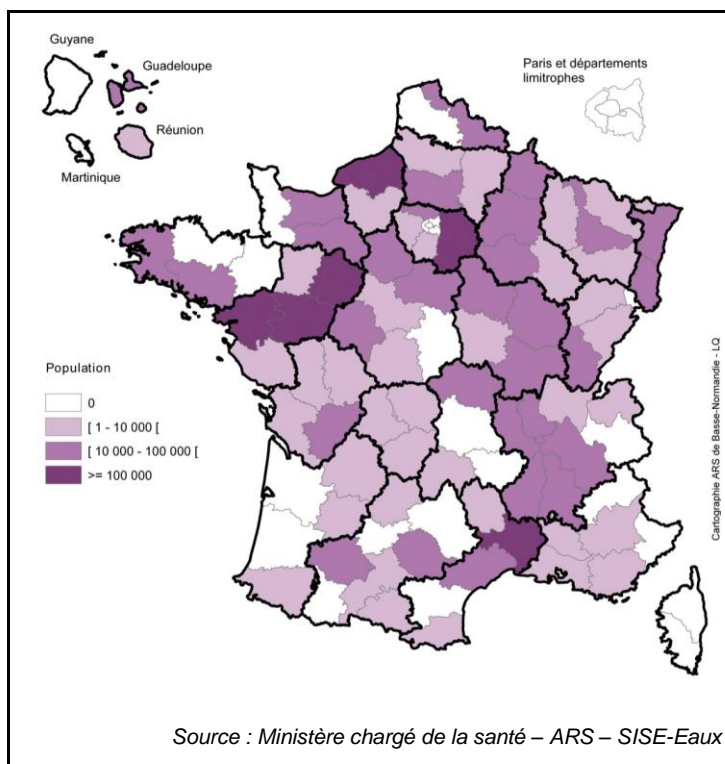 Guyane
Guadeloupe
Paris et départements
limitrophes
Réunion
Martinique
Population
0
[ 1 - 10 000 [
[ 10 000 - 100 000 [
>= 100 000
Cartographie ARS de Basse-Normandie - LQ
Source : Ministère chargé de la santé – ARS – SISE-Eaux